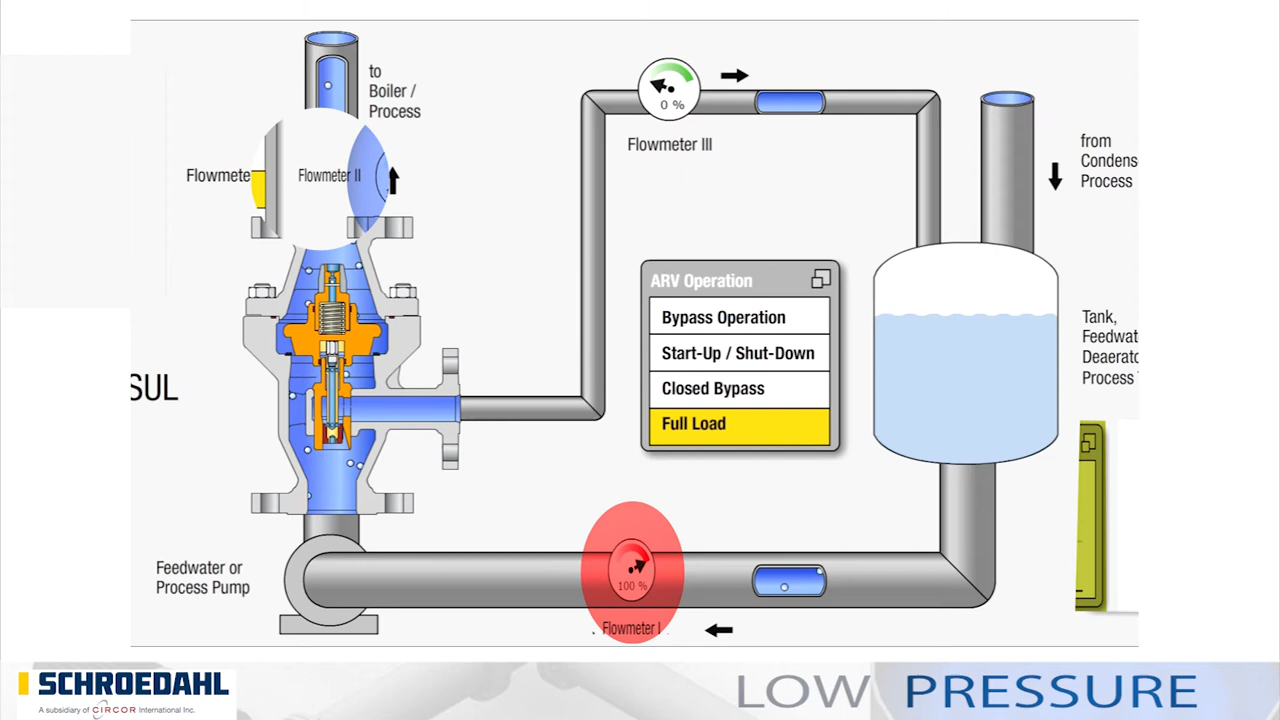 to
Boiler /
Process
0 %
Flowmeter III
from
Condens
Process
Flowmete
Flowmeter II
ARV Operation
Bypass Operation
Start-Up / Shut-Down
Closed Bypass
Full Load
Tank,
Feedwat
Deaerato
Process
SUL
100 %
Flowmeter I
Feedwater or
Process Pump
SCHROEDAHL
A subsidiary of CIRCOR International Inc.
LOW PRESSURE